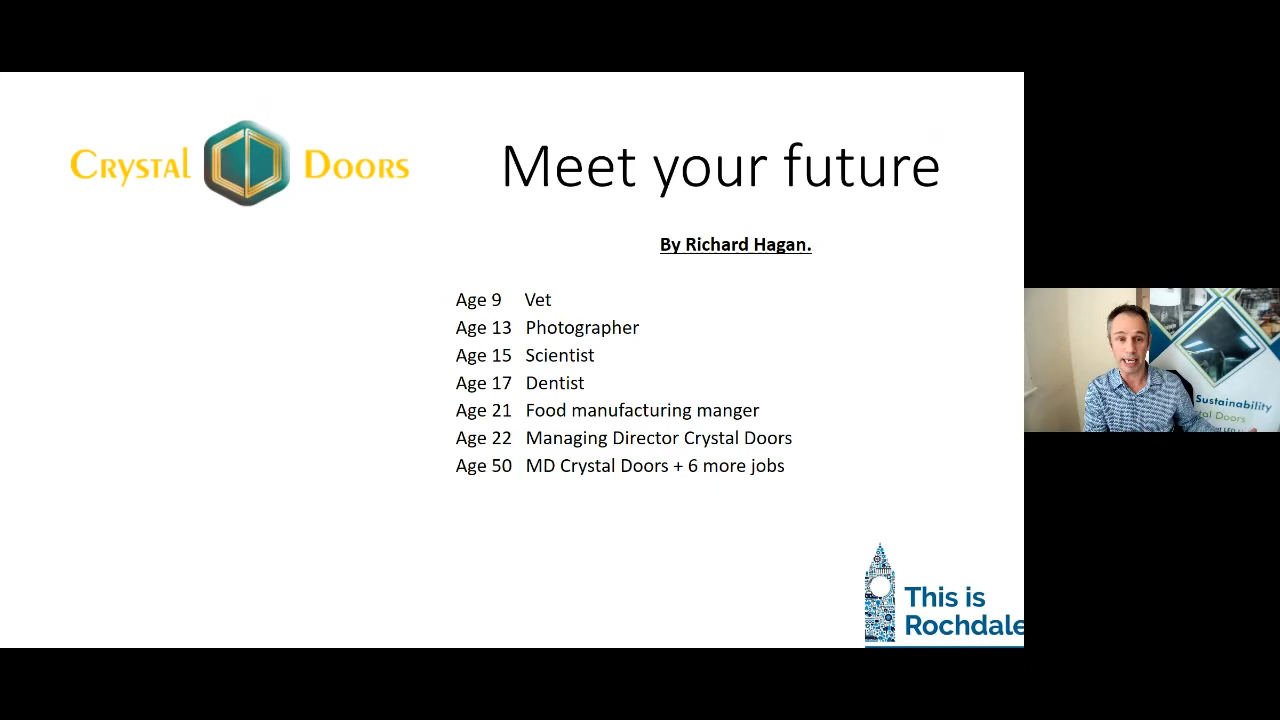 CRYSTAL DOORS
Meet your future
By Richard Hagan.
Age 9 Vet
Age 13 Photographer
Age 15 Scientist
Age 17 Dentist
Age 21 Food manufacturing manger
Age 22 Managing Director Crystal Doors
Age 50 MD Crystal Doors + 6 more jobs
This is
Rochdale
Sustainability
tal Doors